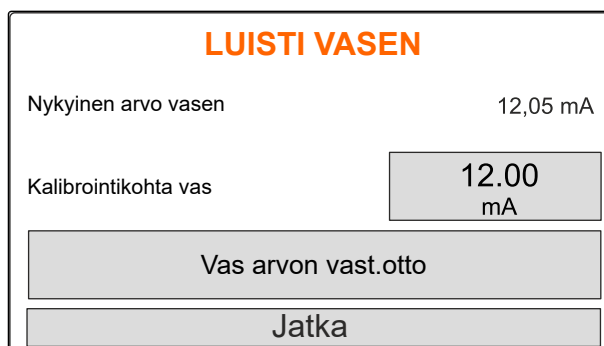 LUISTI VASEN
Nykyinen arvo vasen 12,05 mA
Kalibrointikohta vas 12.00
mA
Vas arvon vast.otto
Jatka